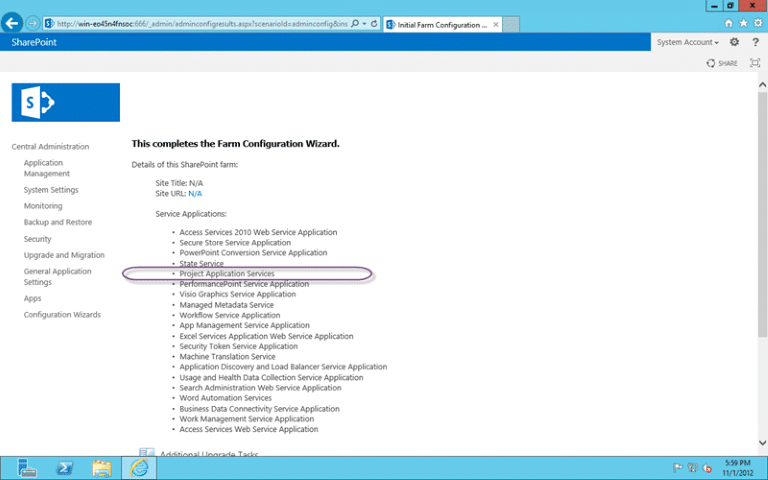 http://win-eo45n4fnsoc:666/_admin/adminconfigresults.aspx?scenarioId=adminconfig&ins
Initial Farm Configuration ...
SharePoint
System Account
SHARE
Central Administration
Application
Management
System Settings
Monitoring
Backup and Restore
Security
Upgrade and Migration
General Application
Settings
Apps
Configuration Wizards
This completes the Farm Configuration Wizard.
Details of this SharePoint farm:
Site Title: N/A
Site URL: N/A
Service Applications:
• Access Services 2010 Web Service Application
• Secure Store Service Application
• PowerPoint Conversion Service Application
• State Service
• Project Application Services
• PerformancePoint Service Application
• Visio Graphics Service Application
• Managed Metadata Service
• Workflow Service Application
• App Management Service Application
• Excel Services Application Web Service Application
• Security Token Service Application
• Machine Translation Service
• Application Discovery and Load Balancer Service Application
• Usage and Health Data Collection Service Application
• Search Administration Web Service Application
• Word Automation Services
• Business Data Connectivity Service Application
• Work Management Service Application
• Access Services Web Service Application
Additional Upgrade Tasks
5:59 PM
11/1/2012